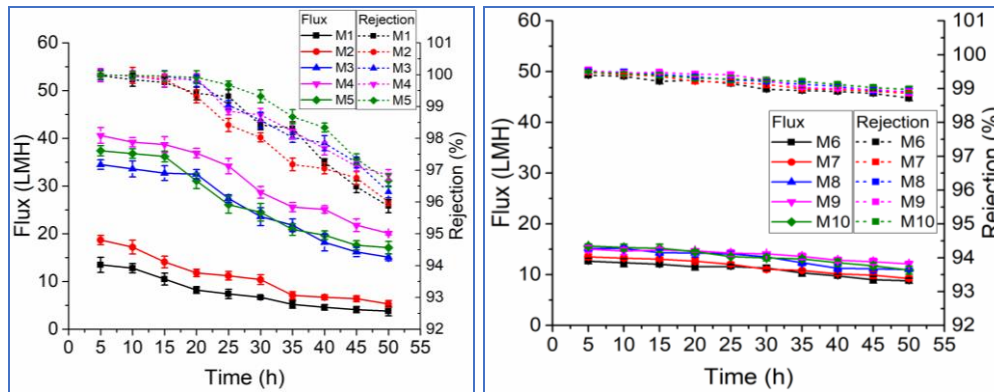 Flux Rejection
M1 M1
M2 M2
M3 M3
M4 M4
M5 M5
60
50
40
30
20
10
0
Flux (LMH)
101
100
99
98
97
96
95
94
93
92
Rejection (%)
0 5 10 15 20 25 30 35 40 45 50 55
Time (h)
60
50
40
30
20
10
0
Flux (LMH)
Flux Rejection
M6 M6
M7 M7
M8 M8
M9 M9
M10 M10
101
100
99
98
97
96
95
94
93
92
Rejection (%)
0 5 10 15 20 25 30 35 40 45 50 55
Time (h)